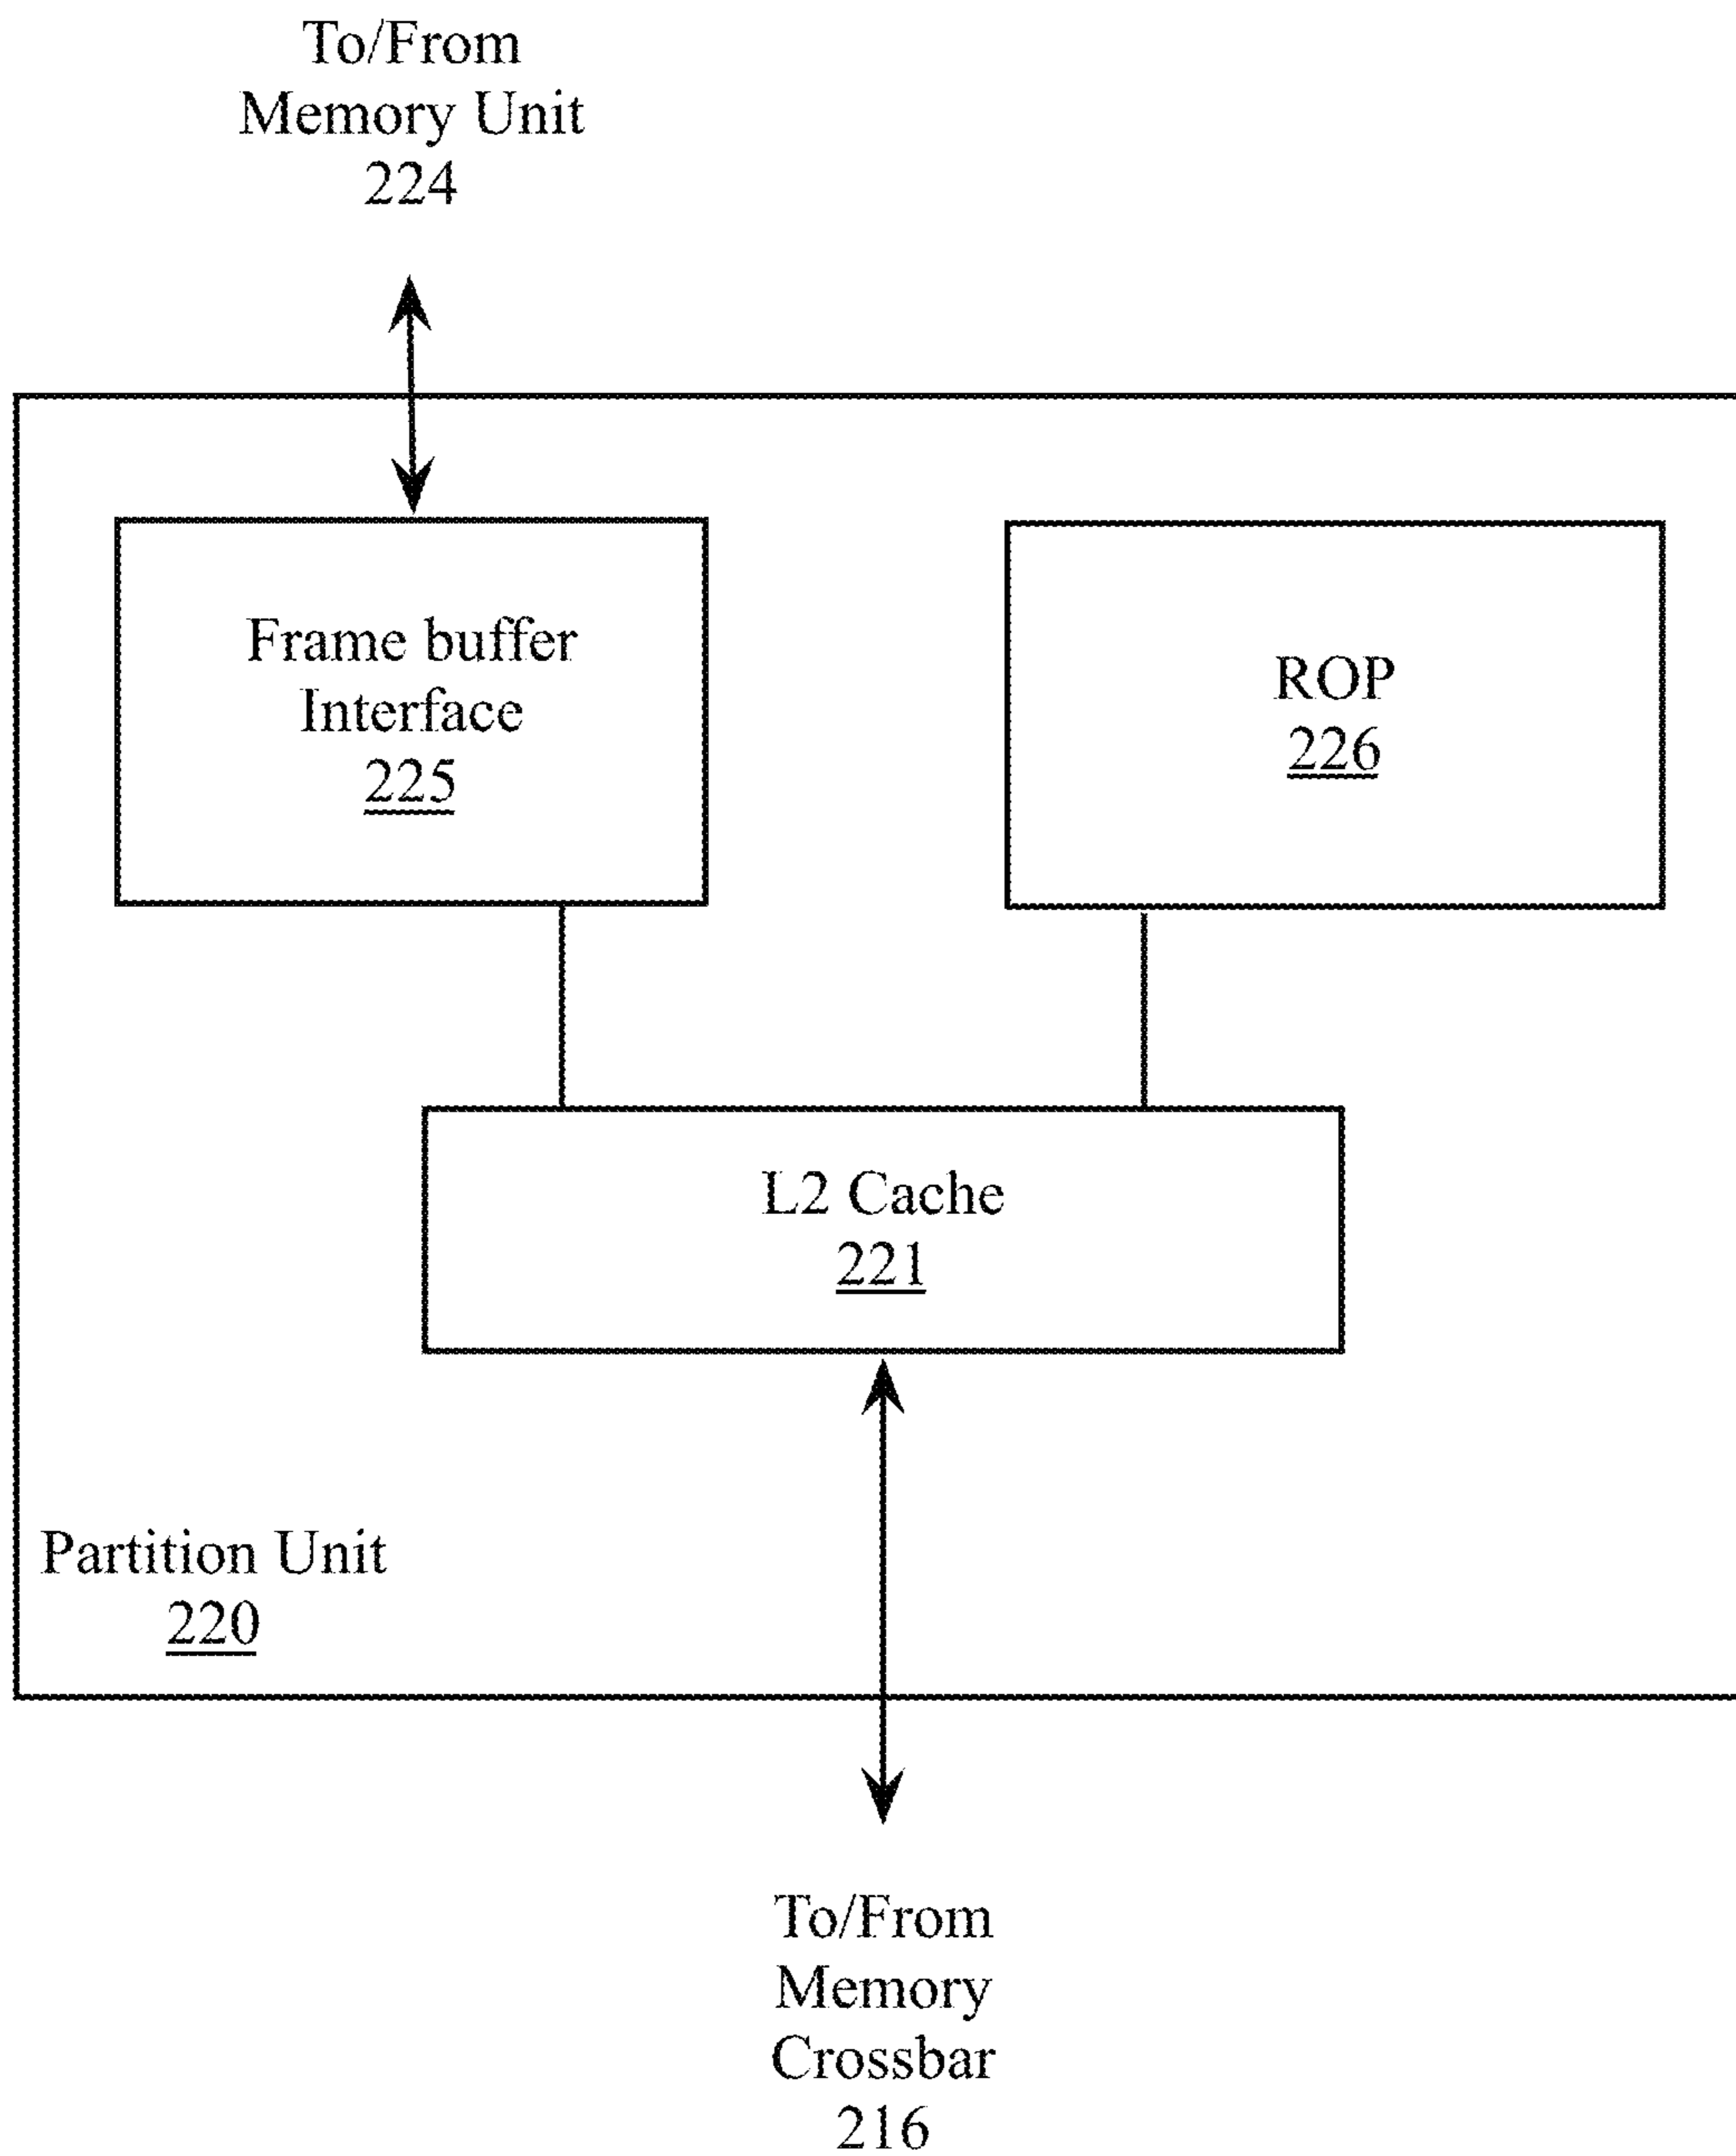 To/From
Memory Unit
224
Frame buffer
Interface
225
ROP
226
L2 Cache
221
Partition Unit
220
To/From
Memory
Crossbar
216